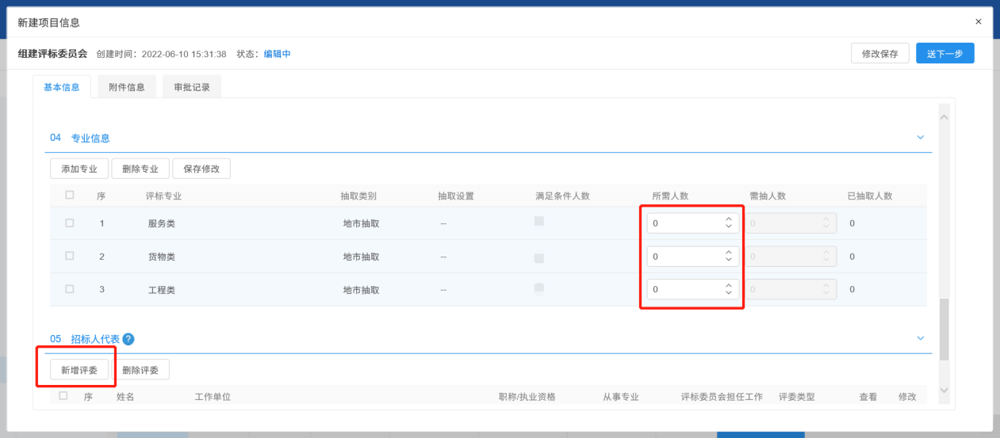 新建项目信息 ×
组建评标委员会 创建时间：2022-06-10 15:31:38 状态：编辑中 修改保存 送下一步
基本信息 附件信息 审批记录
04 专业信息
添加专业 删除专业 保存修改
序 评标专业 抽取类别 抽取设置 满足条件人数 所需人数 需抽人数 已抽取人数
1 服务类 地市抽取 -- 0 0 0
2 货物类 地市抽取 -- 0 0 0
3 工程类 地市抽取 -- 0 0 0
05 招标人代表 ?
新增评委 删除评委
序 姓名 工作单位 职称/执业资格 从事专业 评标委员会担任工作 评委类型 查看 修改